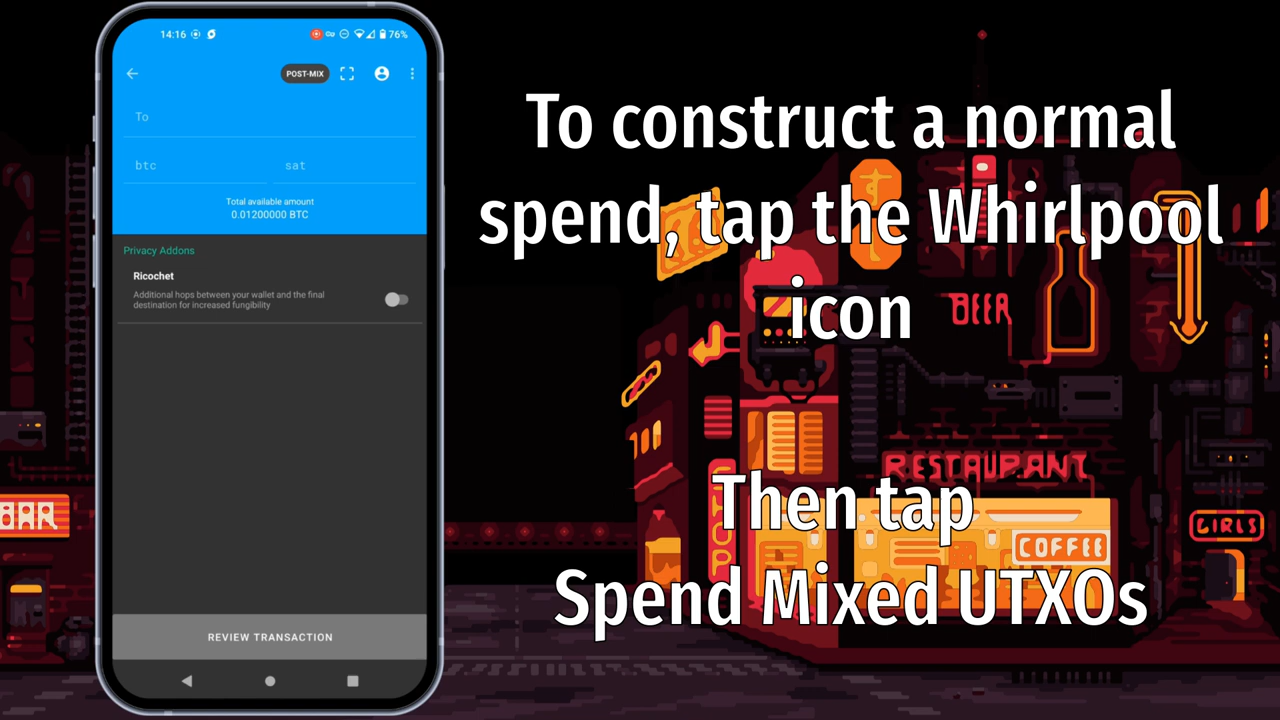 14:16
76%
POST-MIX
To
btc
sat
Total available amount
0.01200000 BTC
Privacy Addons
Ricochet
Additional hops between your wallet and the final
destination for increased fungibility
REVIEW TRANSACTION
To construct a normal
spend, tap the Whirlpool
icon
Then tap
Spend Mixed UTXOs
BEER
RESTAURANT
COFFEE
GIRLS
BAR